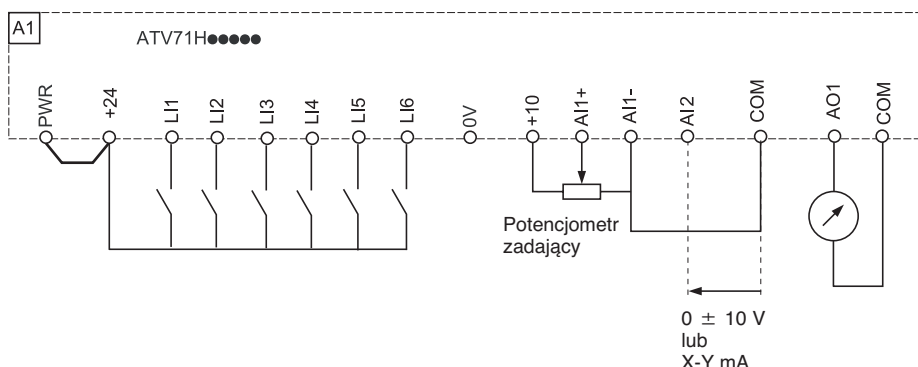 A1
ATV71H●●●●●
PWR
+24
LI1
LI2
LI3
LI4
LI5
LI6
0V
+10
AI1+
AI1-
AI2
COM
AO1
COM
Potencjometr
zadający
0 ± 10 V
lub
X-Y mA